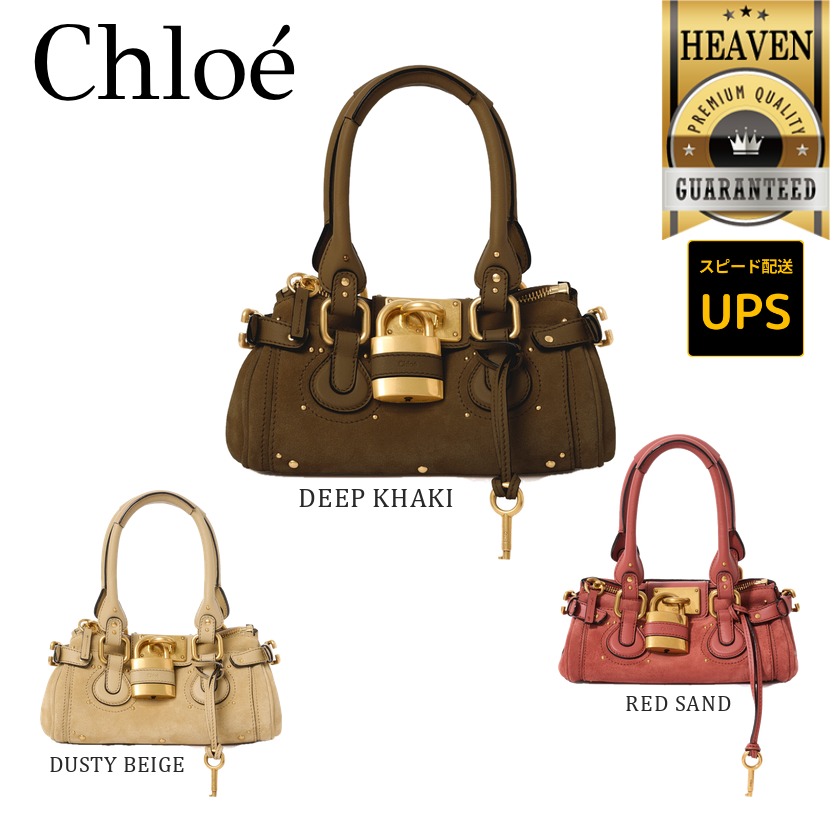 Chloé
HEAVEN
PREMIUM QUALITY
GUARANTEED
スピード配送
UPS
DEEP KHAKI
RED SAND
DUSTY BEIGE